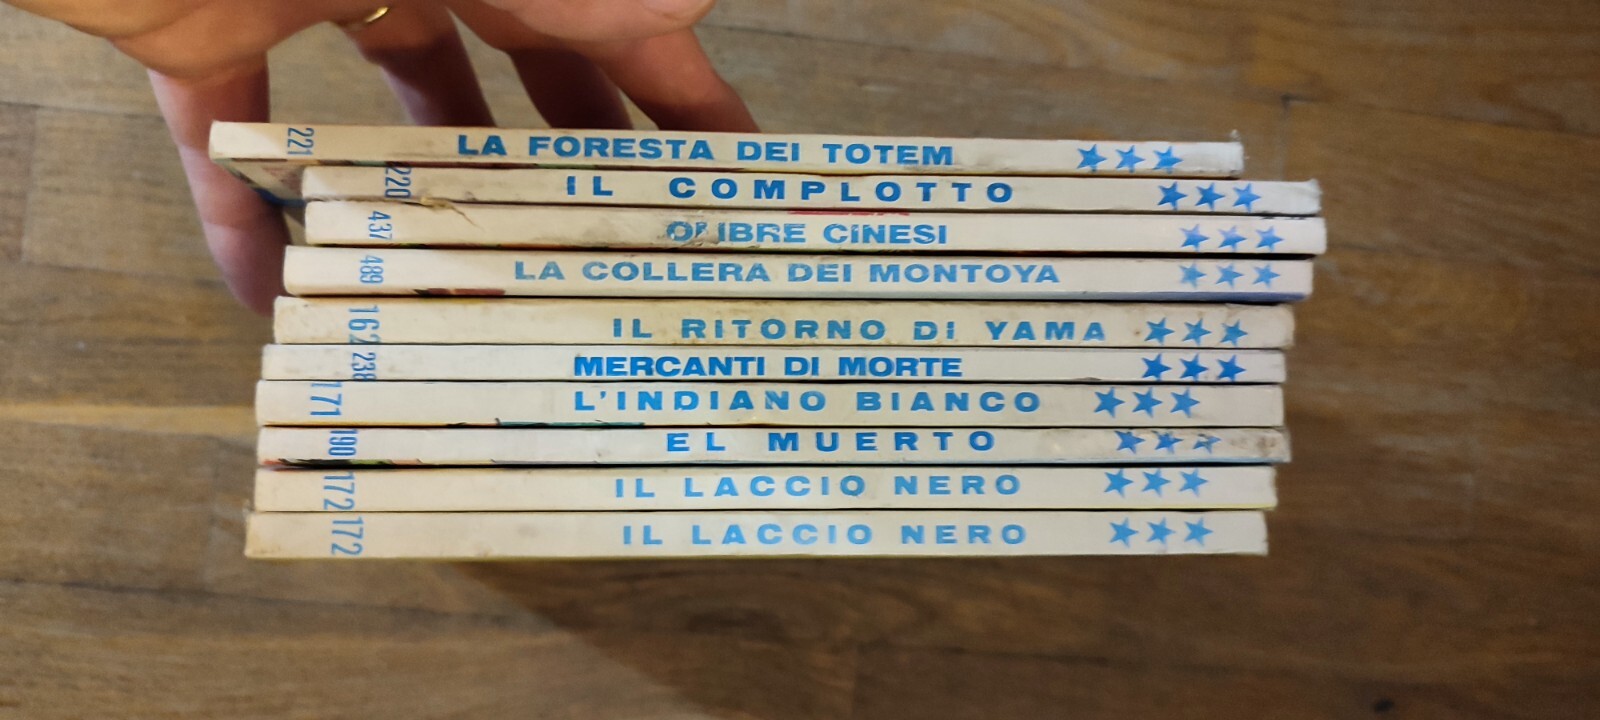 221 LA FORESTA DEI TOTEM ★★★
220 IL COMPLOTTO ★★★
437 CINESI ★★★
489 LA COLLERA DEI MONTOYA ★★★
162 IL RITORNO DI YAMA ★★★
238 MERCANTI DI MORTE ★★★
171 L'INDIANO BIANCO ★★★
190 EL MUERTO ★★★
172 IL LACCIO NERO ★★★
172 IL LACCIO NERO ★★★